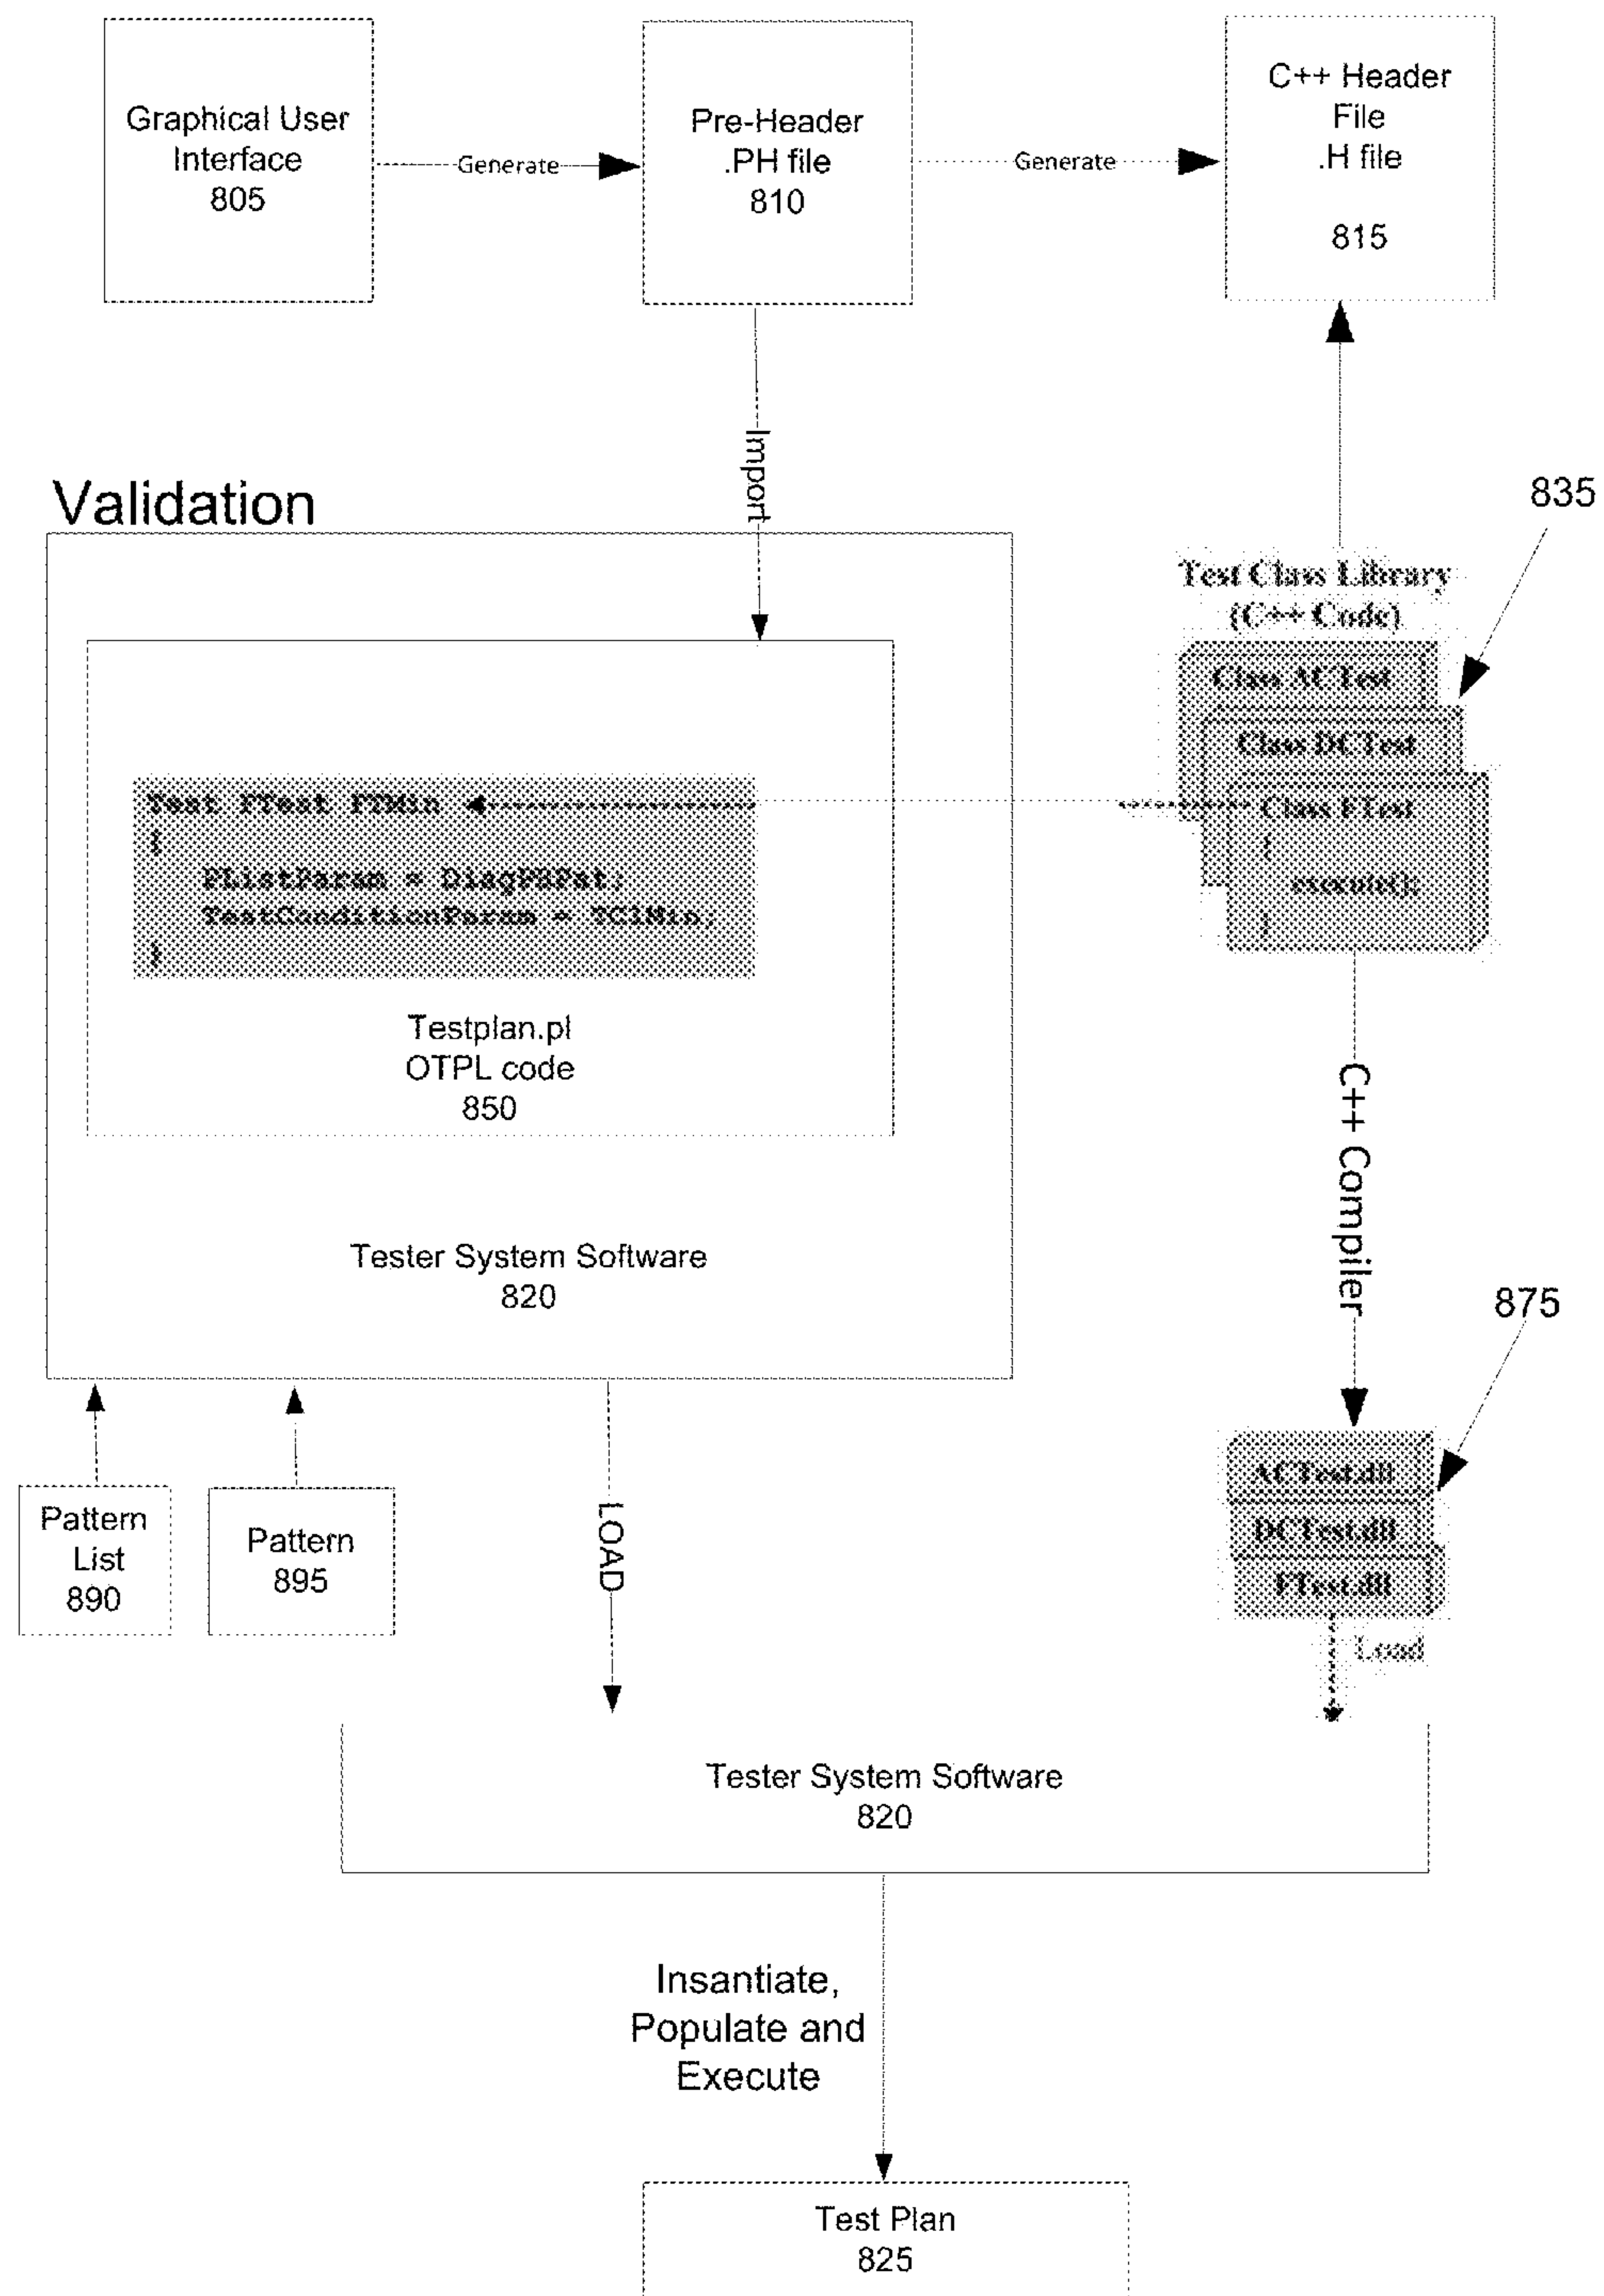 Graphical User
Interface
805
Generate
Pre-Header
.PH file
810
Generate
C++ Header
File
.H file
815
Import
Validation
835
Test Class Library
(C++ Code)
Class ACTest
Class DCTest
Class FTest
{
execute();
}
Test FTest FTMin
{
PListParam =
TestConditionParam = TC1Min;
}
Testplan.pl
OTPL code
850
C++ Compiler
Tester System Software
820
875
Pattern
List
890
Pattern
895
LOAD
ACTest.dll
DCTest.dll
FTest.dll
Load
Tester System Software
820
Insantiate,
Populate and
Execute
Test Plan
825